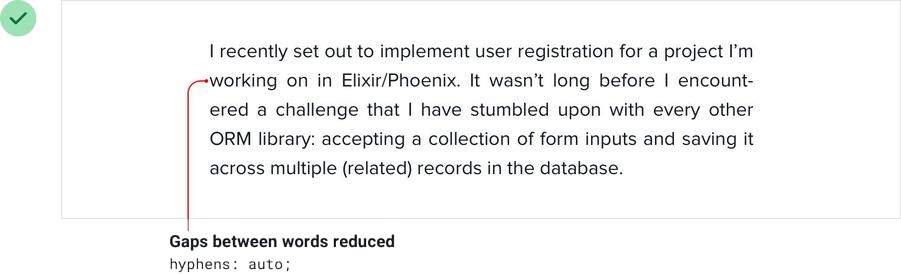 I recently set out to implement user registration for a project I’m
working on in Elixir/Phoenix. It wasn’t long before I encount-
ered a challenge that I have stumbled upon with every other
ORM library: accepting a collection of form inputs and saving it
across multiple (related) records in the database.
Gaps between words reduced
hyphens: auto;